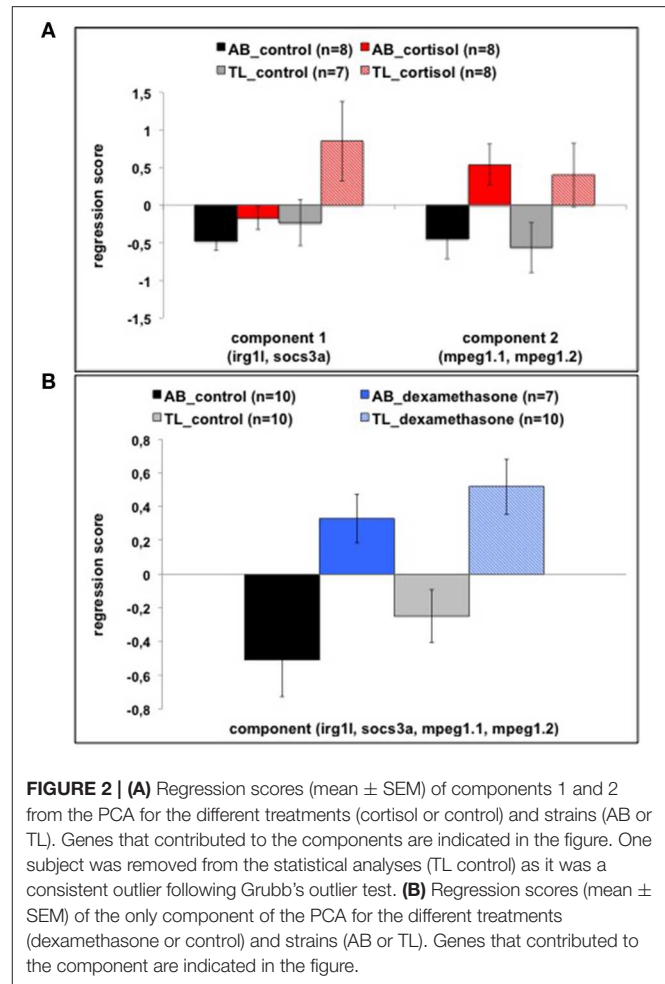 A
AB_control (n=8) AB_cortisol (n=8)
TL_control (n=7) TL_cortisol (n=8)
1,5
1
0,5
0
-0,5
-1
-1,5
regression score
component 1 component 2
(irg1l, socs3a) (mpeg1.1, mpeg1.2)
B
AB_control (n=10) AB_dexamethasone (n=7)
TL_control (n=10) TL_dexamethasone (n=10)
0,8
0,6
0,4
0,2
0
-0,2
-0,4
-0,6
-0,8
regression score
component (irg1l, socs3a, mpeg1.1, mpeg1.2)
FIGURE 2 | (A) Regression scores (mean ± SEM) of components 1 and 2
from the PCA for the different treatments (cortisol or control) and strains (AB or
TL). Genes that contributed to the components are indicated in the figure. One
subject was removed from the statistical analyses (TL control) as it was a
consistent outlier following Grubb's outlier test. (B) Regression scores (mean ±
SEM) of the only component of the PCA for the different treatments
(dexamethasone or control) and strains (AB or TL). Genes that contributed to
the component are indicated in the figure.